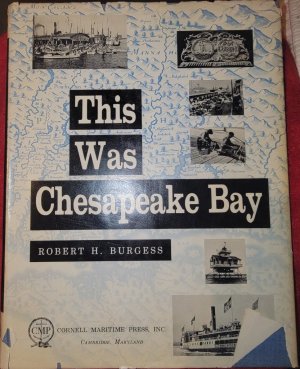 This
Was
Chesapeake Bay
ROBERT H. BURGESS
CMP
CORNELL MARITIME PRESS, INC.
CAMBRIDGE, MARYLAND